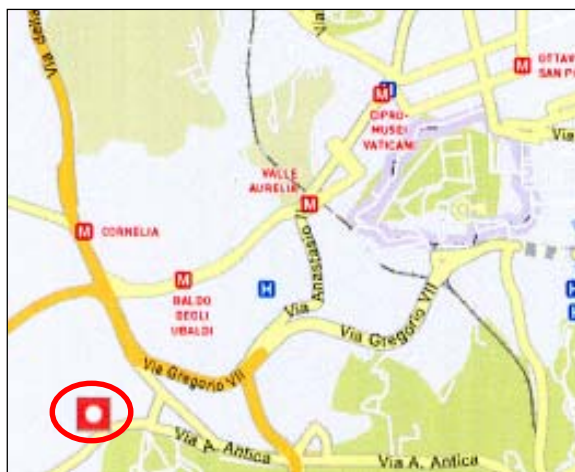 Via della
M
OTTAV
SAN P
M
CIPRO-
MUSEI
VATICANI
Via
VALLE
AURELIA
M
M
CORNELIA
M
BALDO
DEGLI
UBALDI
H
Via Anastasio I
Via Gregorio VII
H
H
Via Gregorio VII
Via A. Antica
Via A. Antica